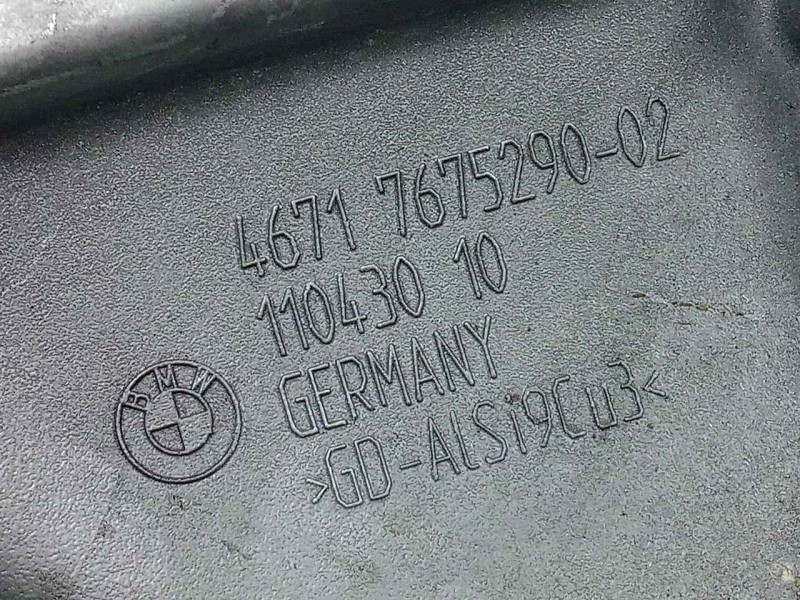 4671 7675290-02
110430 10
GERMANY
>GD-AlSi9Cu3<
BMW